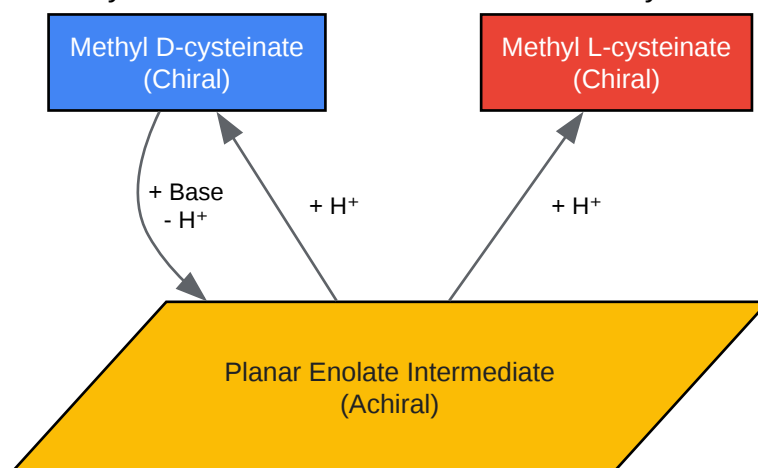 Methyl D-cysteinate
(Chiral)
Methyl L-cysteinate
(Chiral)
+ Base
- H⁺
+ H⁺
+ H⁺
Planar Enolate Intermediate
(Achiral)